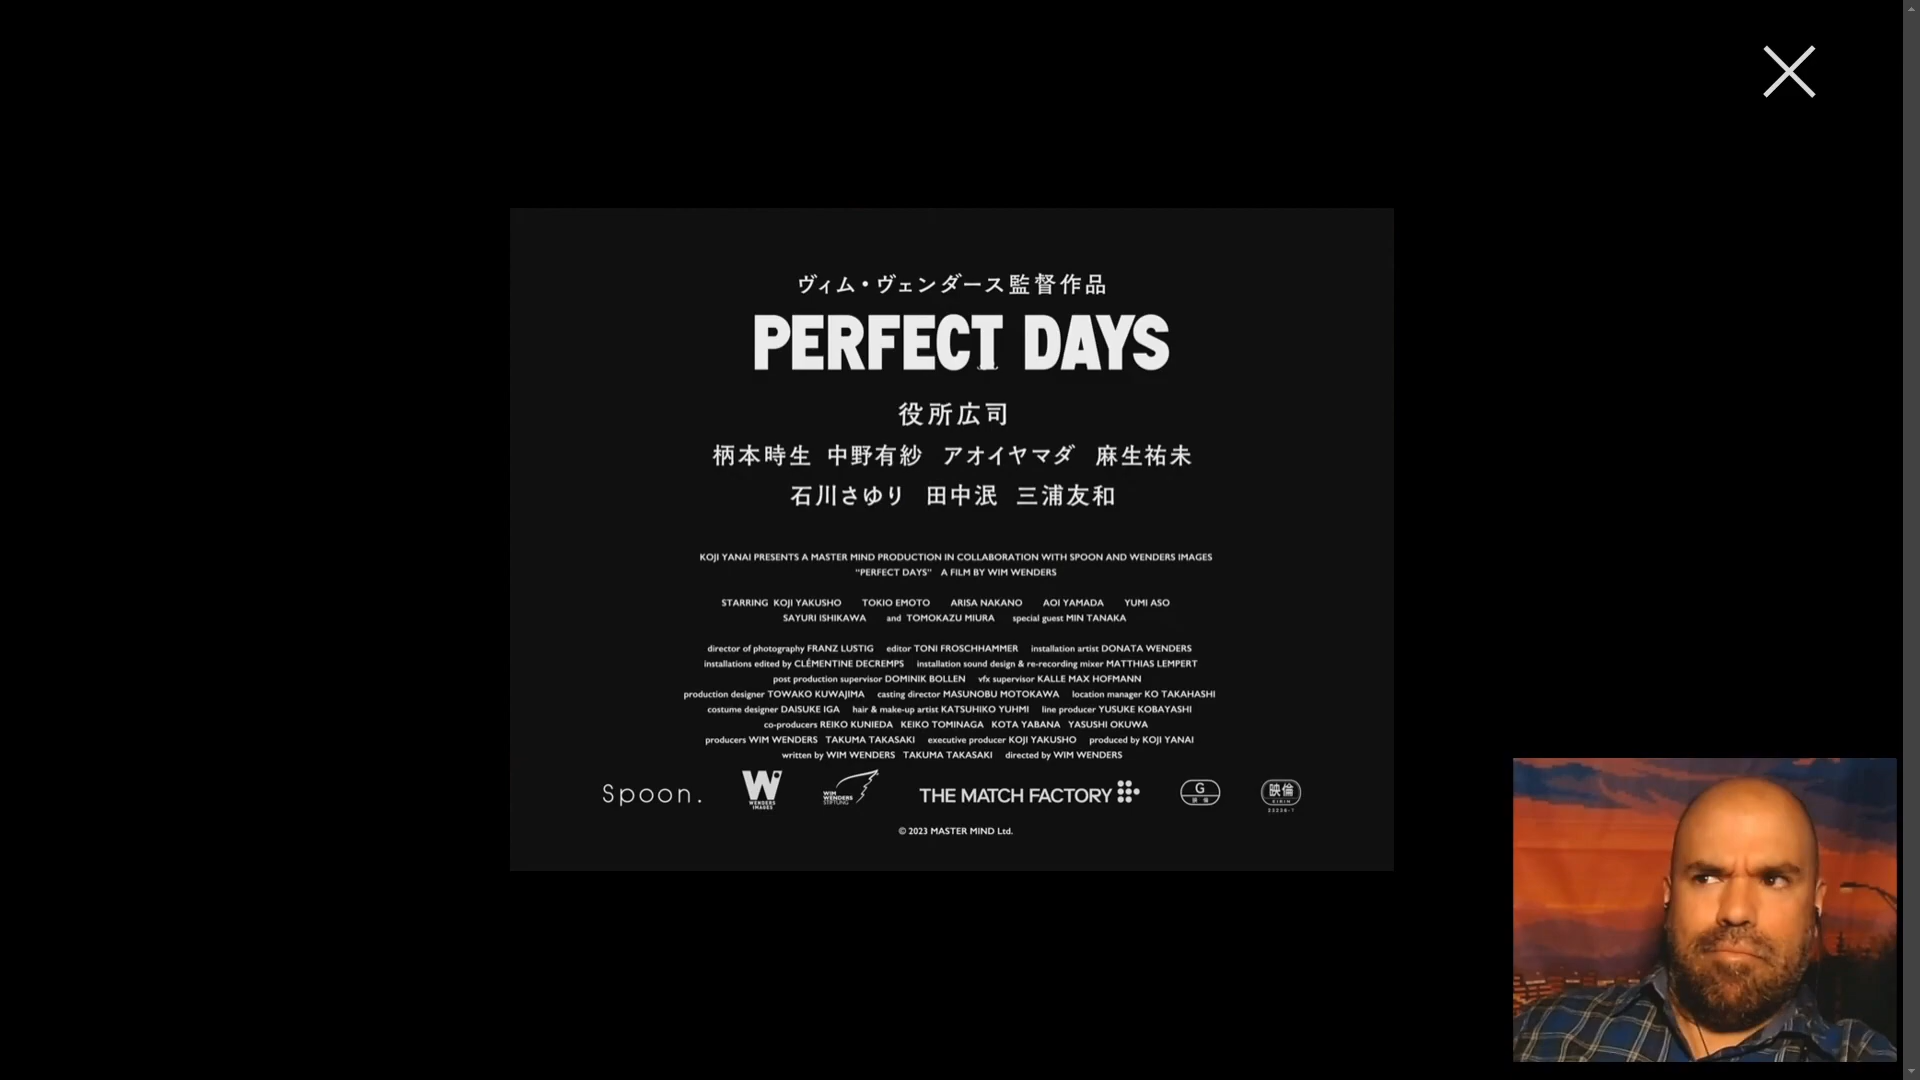 ヴィム・ヴェンダース監督作品
PERFECT DAYS
役所広司
柄本時生 中野有紗 アオイヤマダ 麻生祐未
石川さゆり 田中泯 三浦友和
KOJI YANAI PRESENTS A MASTER MIND PRODUCTION IN COLLABORATION WITH SPOON AND WENDERS IMAGES
"PERFECT DAYS" A FILM BY WIM WENDERS
STARRING KOJI YAKUSHO TOKIO EMOTO ARISA NAKANO AOI YAMADA YUMI ASO
SAYURI ISHIKAWA and TOMOKAZU MIURA special guest MIN TANAKA
director of photography FRANZ LUSTIG editor TONI FROSCHHAMMER installation artist DONATA WENDERS
installations edited by CLÉMENTINE DECREMPS installation sound design & re-recording mixer MATTHIAS LEMPERT
post production supervisor DOMINIK BOLLEN vfx supervisor KALLE MAX HOFMANN
production designer TOWAKO KUWAJIMA casting director MASUNOBU MOTOKAWA location manager KO TAKAHASHI
costume designer DAISUKE IGA hair & make-up artist KATSUHIKO YUHMI line producer YUSUKE KOBAYASHI
co-producers REIKO KUNIEDA KEIKO TOMINAGA KOTA YABANA YASUSHI OKUWA
producers WIM WENDERS TAKUMA TAKASAKI executive producer KOJI YAKUSHO produced by KOJI YANAI
written by WIM WENDERS TAKUMA TAKASAKI directed by WIM WENDERS
Spoon. W WENDERS IMAGES WIM WENDERS STIFTUNG THE MATCH FACTORY G 映倫 映倫 EIRIN
© 2023 MASTER MIND Ltd.